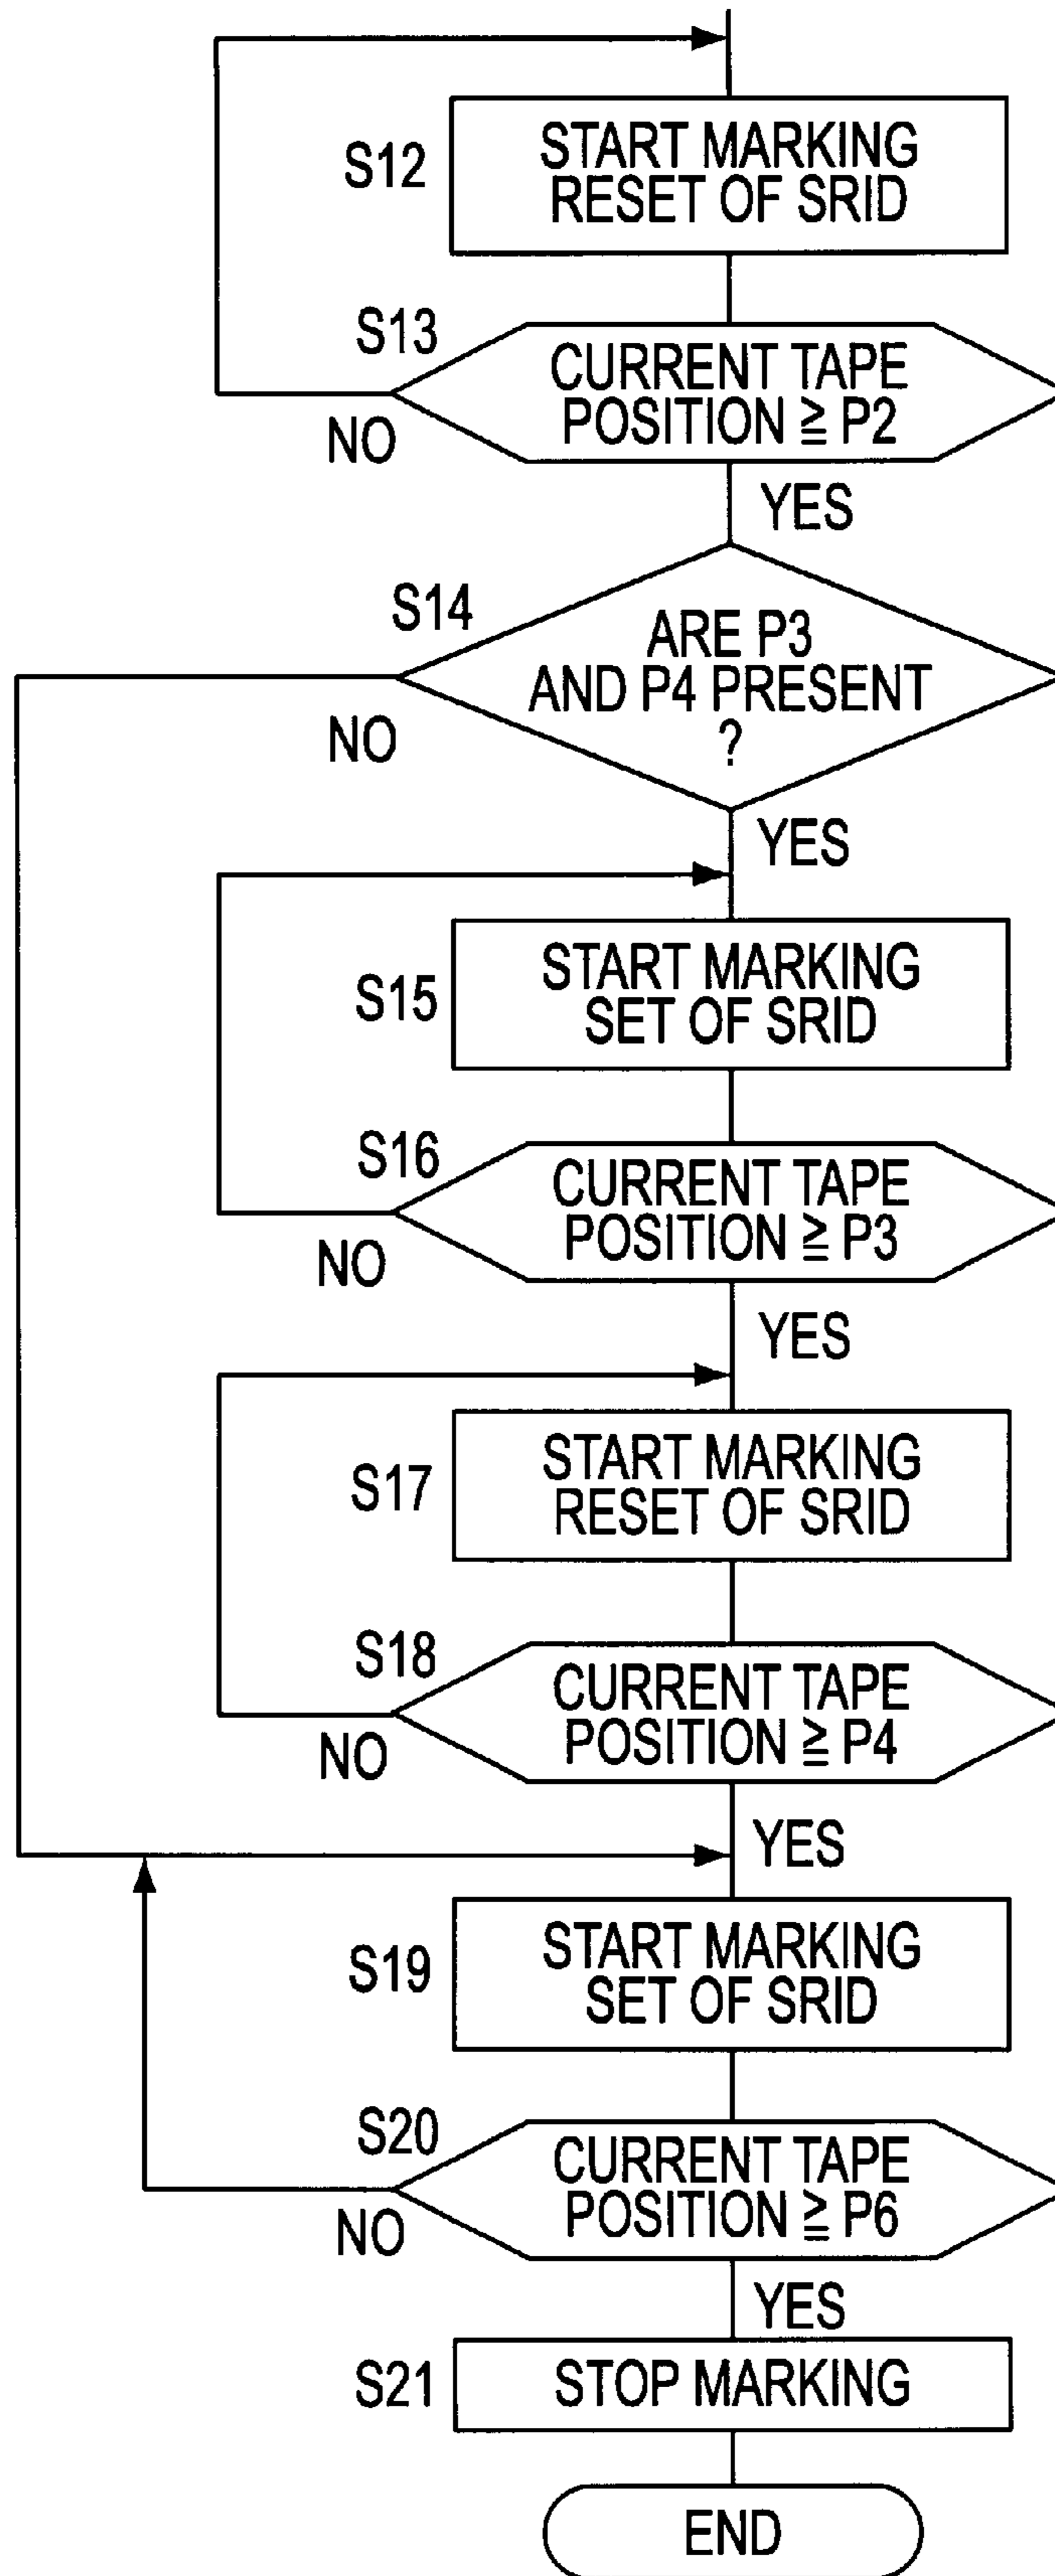 S12
START MARKING
RESET OF SRID
S13
CURRENT TAPE
POSITION ≧ P2
NO
YES
S14
ARE P3
AND P4 PRESENT
?
NO
YES
S15
START MARKING
SET OF SRID
S16
CURRENT TAPE
POSITION ≧ P3
NO
YES
S17
START MARKING
RESET OF SRID
S18
CURRENT TAPE
POSITION ≧ P4
NO
YES
S19
START MARKING
SET OF SRID
S20
CURRENT TAPE
POSITION ≧ P6
NO
YES
S21
STOP MARKING
END